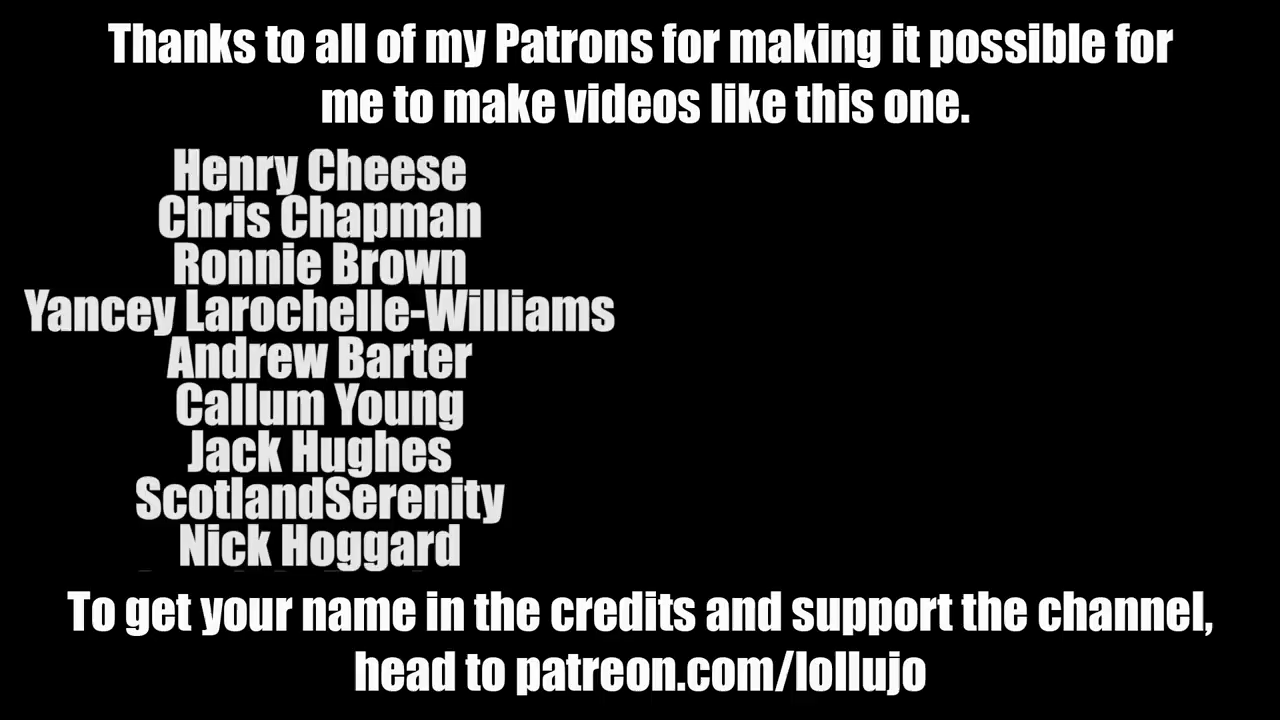 Thanks to all of my Patrons for making it possible for
me to make videos like this one.
Henry Cheese
Chris Chapman
Ronnie Brown
Yancey Larochelle-Williams
Andrew Barter
Callum Young
Jack Hughes
ScotlandSerenity
Nick Hoggard
To get your name in the credits and support the channel,
head to patreon.com/lollujo